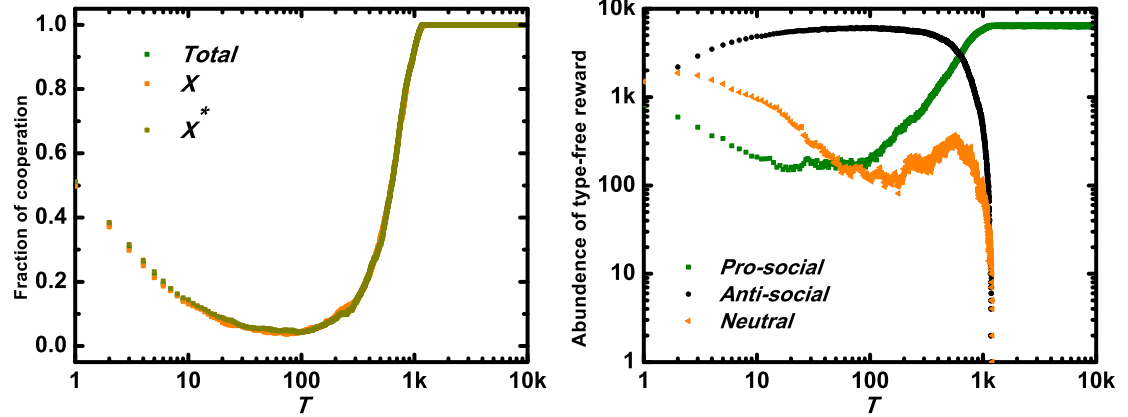 1.0
0.8
0.6
0.4
0.2
0.0
Fraction of cooperation
Total
X
X*
1 10 100 1k 10k
T
10k
1k
100
10
1
Abundence of type-free reward
Pro-social
Anti-social
Neutral
1 10 100 1k 10k
T